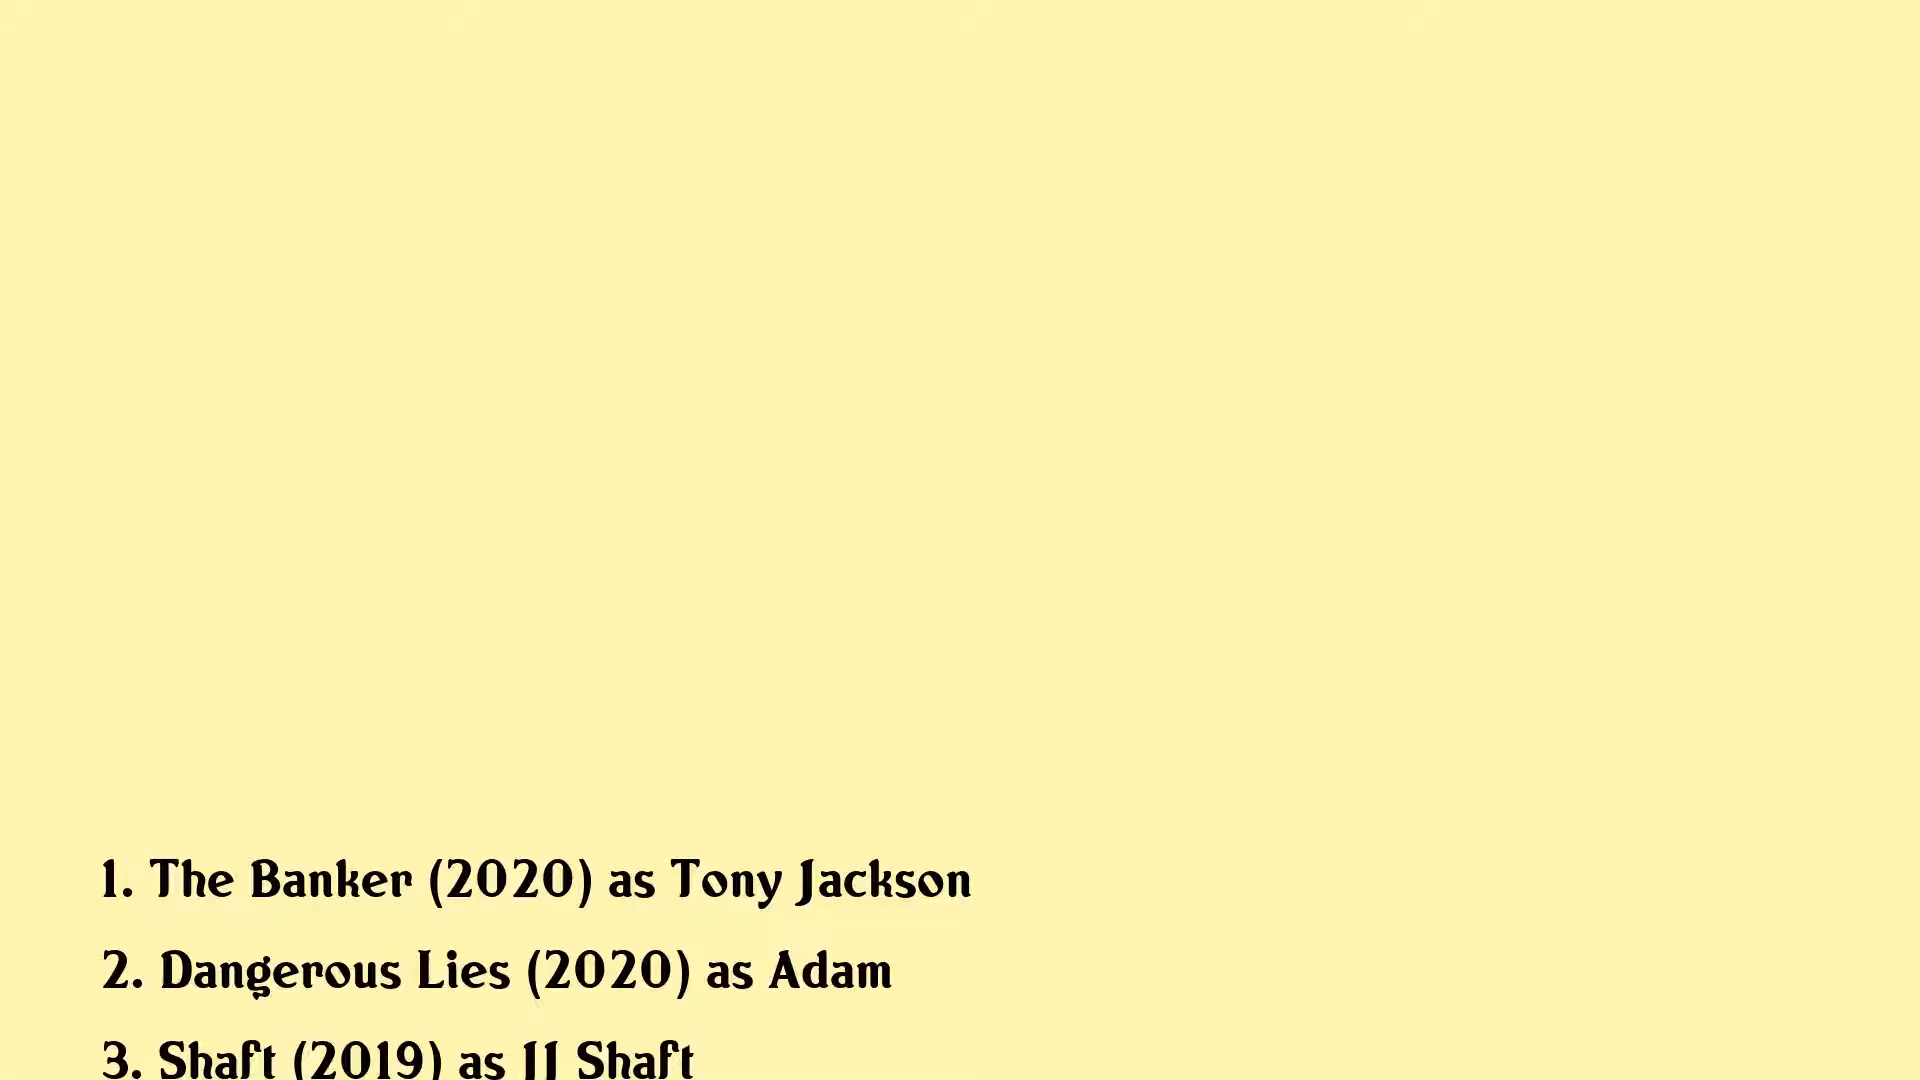 1. The Banker (2020) as Tony Jackson
2. Dangerous Lies (2020) as Adam
3. Shaft (2019) as JJ Shaft